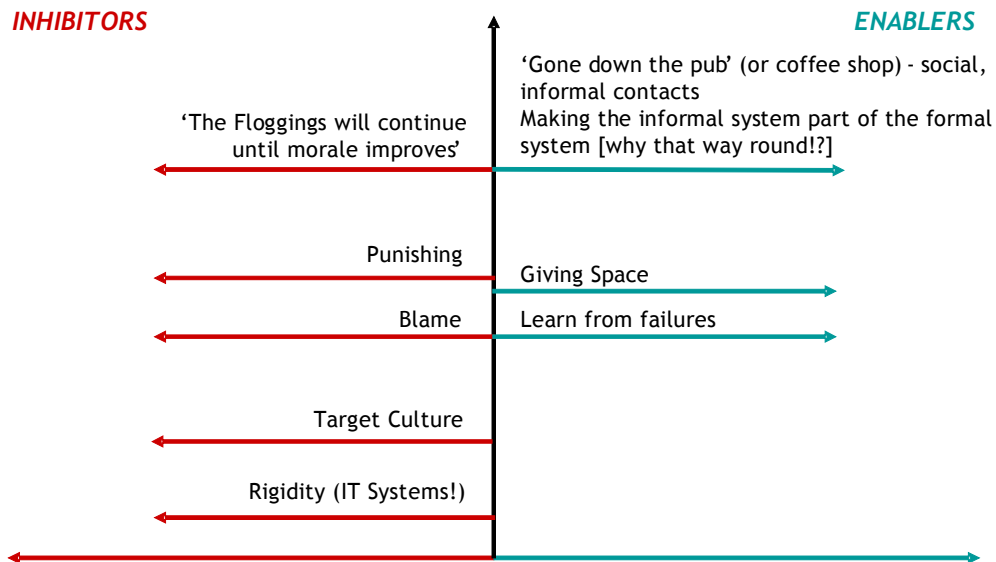 INHIBITORS
ENABLERS
‘Gone down the pub’ (or coffee shop) - social,
informal contacts
Making the informal system part of the formal
system [why that way round!?]
‘The Floggings will continue
until morale improves’
Punishing
Giving Space
Blame
Learn from failures
Target Culture
Rigidity (IT Systems!)